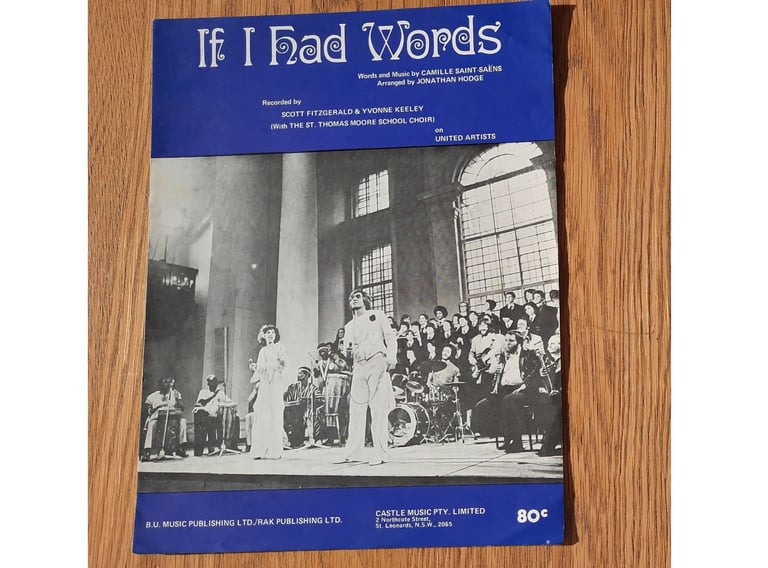 If I Had Words
Words and Music by CAMILLE SAINT-SAËNS
Arranged by JONATHAN HODGE
Recorded by
SCOTT FITZGERALD & YVONNE KEELEY
(With THE ST. THOMAS MOORE SCHOOL CHOIR)
on
UNITED ARTISTS
B.U. MUSIC PUBLISHING LTD./RAK PUBLISHING LTD.
CASTLE MUSIC PTY. LIMITED
2 Northcote Street,
St. Leonards, N.S.W., 2065
80c